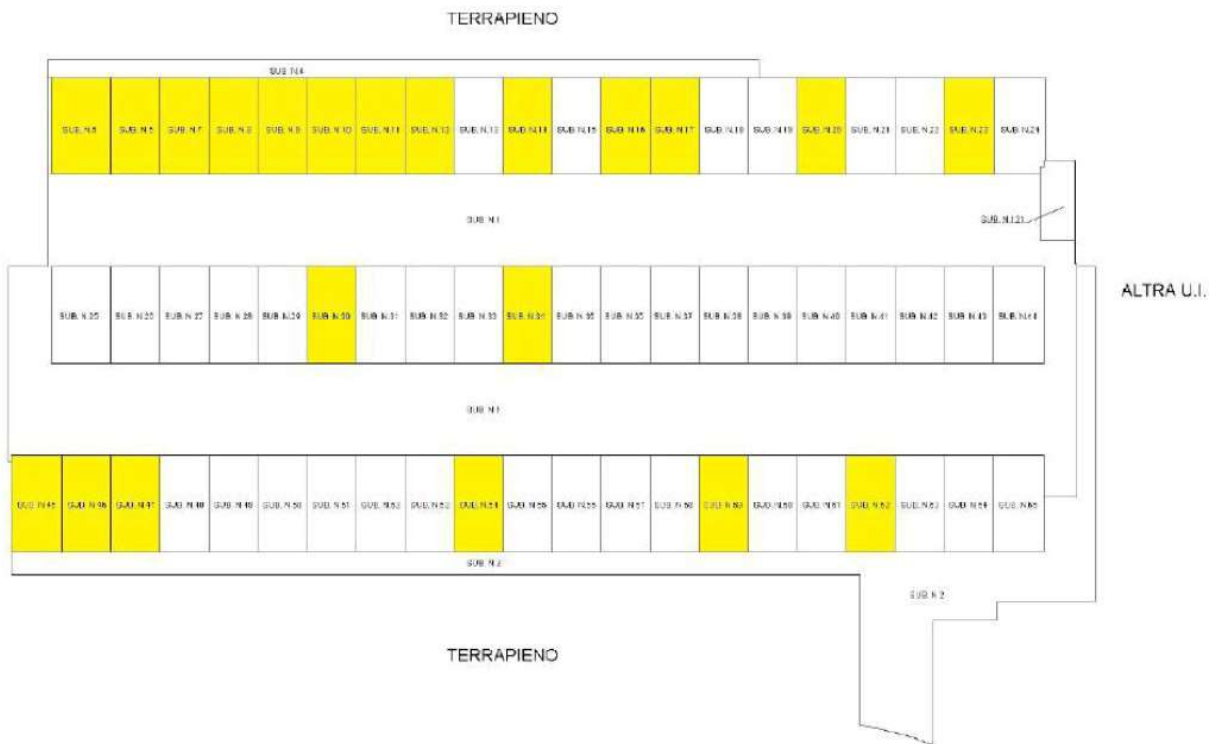 TERRAPIENO
SUB. N.4
SUB. N.5 SUB. N.6 SUB. N.7 SUB. N.8 SUB. N.9 SUB. N.10 SUB. N.11 SUB. N.12 SUB. N.13 SUB. N.14 SUB. N.15 SUB. N.16 SUB. N.17 SUB. N.18 SUB. N.19 SUB. N.20 SUB. N.21 SUB. N.22 SUB. N.23 SUB. N.24
SUB. N.1
SUB. N.121
ALTRA U.I.
SUB. N.25 SUB. N.26 SUB. N.27 SUB. N.28 SUB. N.29 SUB. N.30 SUB. N.31 SUB. N.32 SUB. N.33 SUB. N.34 SUB. N.35 SUB. N.36 SUB. N.37 SUB. N.38 SUB. N.39 SUB. N.40 SUB. N.41 SUB. N.42 SUB. N.43 SUB. N.44
SUB. N.1
SUB. N.45 SUB. N.46 SUB. N.47 SUB. N.48 SUB. N.49 SUB. N.50 SUB. N.51 SUB. N.52 SUB. N.53 SUB. N.54 SUB. N.55 SUB. N.56 SUB. N.57 SUB. N.58 SUB. N.59 SUB. N.60 SUB. N.61 SUB. N.62 SUB. N.63 SUB. N.64 SUB. N.65
SUB. N.2
SUB. N.2
TERRAPIENO